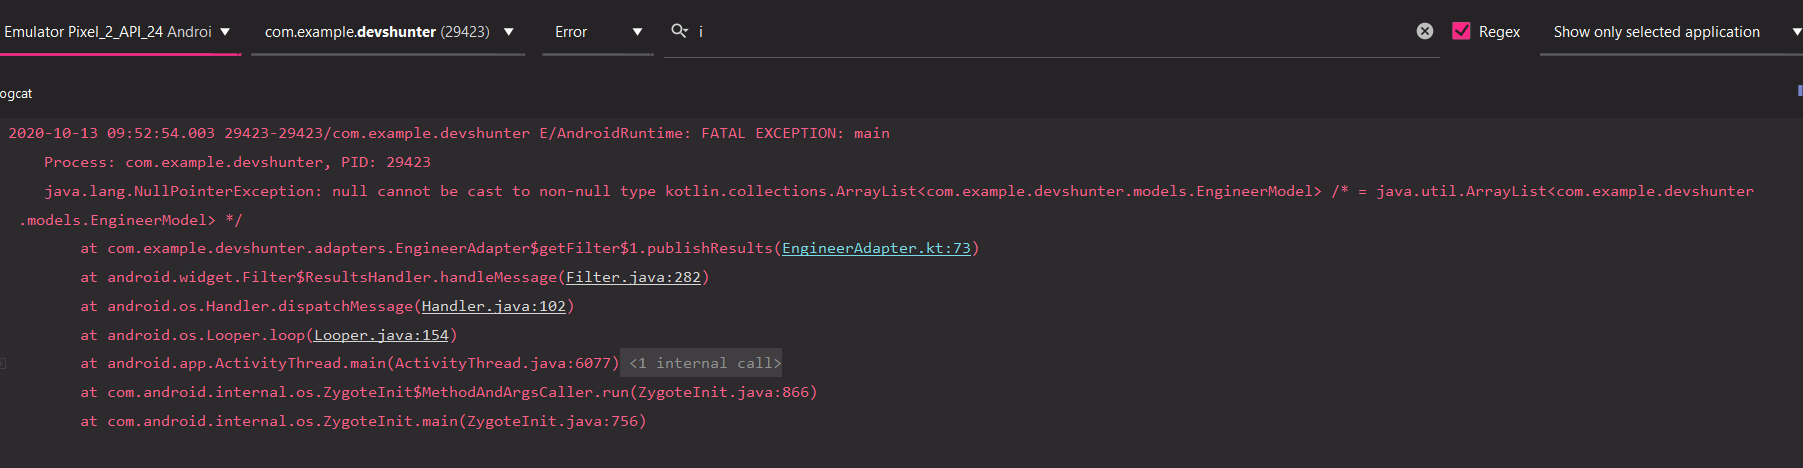 Emulator Pixel_2_API_24 Androi com.example.devshunter (29423) Error i Regex Show only selected application
ogcat
2020-10-13 09:52:54.003 29423-29423/com.example.devshunter E/AndroidRuntime: FATAL EXCEPTION: main
Process: com.example.devshunter, PID: 29423
java.lang.NullPointerException: null cannot be cast to non-null type kotlin.collections.ArrayList<com.example.devshunter.models.EngineerModel> /* = java.util.ArrayList<com.example.devshunter
.models.EngineerModel> */
at com.example.devshunter.adapters.EngineerAdapter$getFilter$1.publishResults(EngineerAdapter.kt:73)
at android.widget.Filter$ResultsHandler.handleMessage(Filter.java:282)
at android.os.Handler.dispatchMessage(Handler.java:102)
at android.os.Looper.loop(Looper.java:154)
at android.app.ActivityThread.main(ActivityThread.java:6077) <1 internal call>
at com.android.internal.os.ZygoteInit$MethodAndArgsCaller.run(ZygoteInit.java:866)
at com.android.internal.os.ZygoteInit.main(ZygoteInit.java:756)